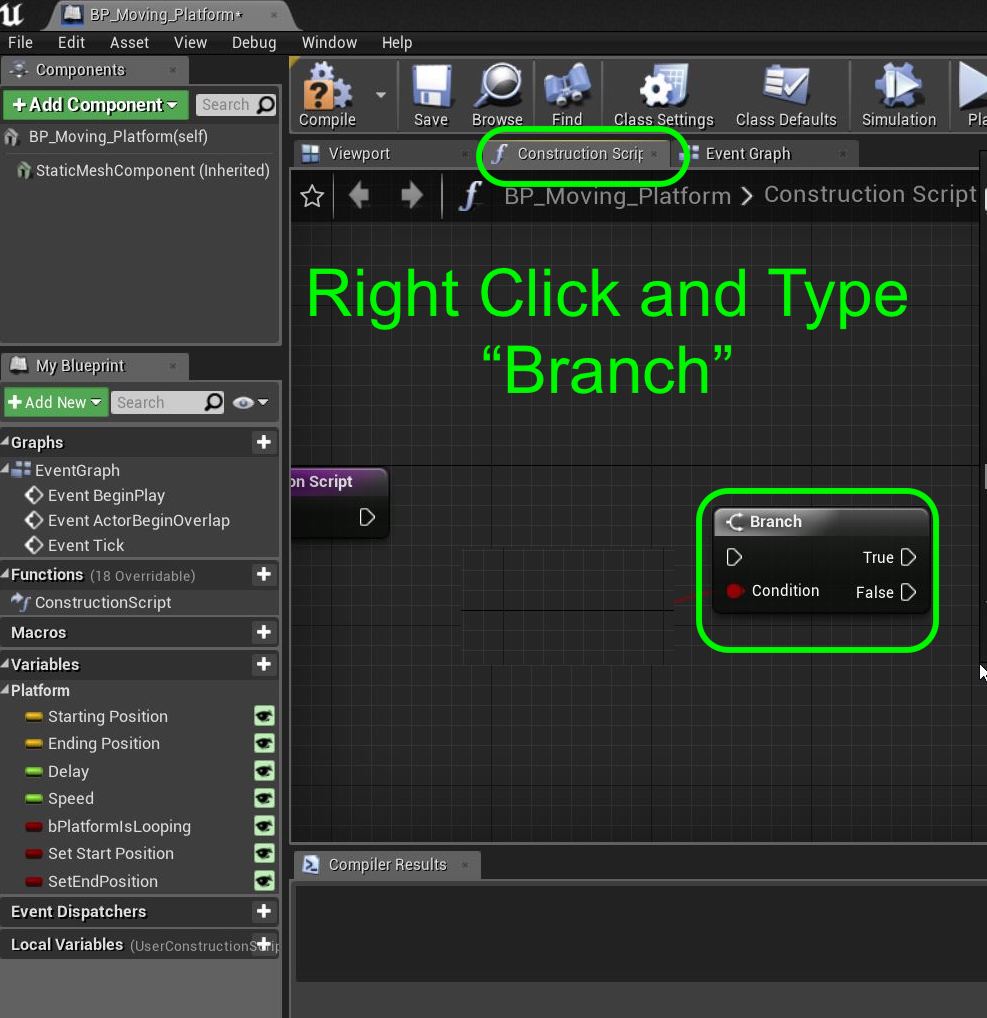 BP_Moving_Platform*
File Edit Asset View Debug Window Help
Components
+Add Component
Search
BP_Moving_Platform(self)
StaticMeshComponent (Inherited)
My Blueprint
+Add New
Search
Graphs
EventGraph
Event BeginPlay
Event ActorBeginOverlap
Event Tick
Functions (18 Overridable)
ConstructionScript
Macros
Variables
Platform
Starting Position
Ending Position
Delay
Speed
bPlatformIsLooping
Set Start Position
SetEndPosition
Event Dispatchers
Local Variables (UserConstructionScrip
Compile Save Browse Find Class Settings Class Defaults Simulation Pla
Viewport Construction Scrip Event Graph
BP_Moving_Platform > Construction Script
Right Click and Type
“Branch”
on Script
Branch
True
Condition False
Compiler Results